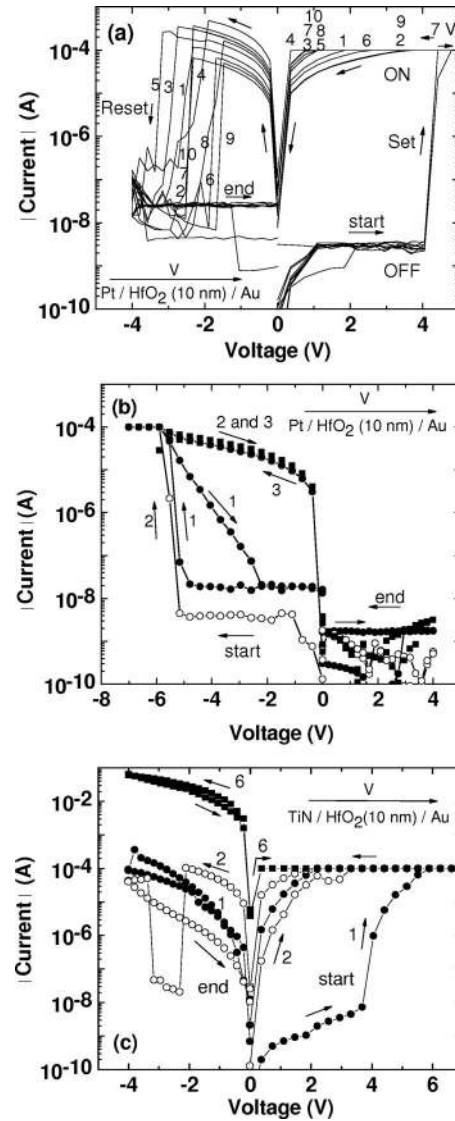 (a)
10
7 8 9 7 V
4 3 5 1 6 2
10⁻⁴
ON
5 3 1 4
Reset
10⁻⁶
10 8 9
Set
7
2 6 end
start
10⁻⁸
OFF
V
Pt / HfO₂ (10 nm) / Au
10⁻¹⁰
-4 -2 0 2 4
Voltage (V)
| Current | (A)
(b)
V
Pt / HfO₂ (10 nm) / Au
10⁻⁴
2 and 3
3
1
10⁻⁶
2 1
10⁻⁸
end
start
10⁻¹⁰
-8 -6 -4 -2 0 2 4
Voltage (V)
| Current | (A)
6
V
10⁻²
TiN / HfO₂(10 nm) / Au
2 6
10⁻⁴
1
1
10⁻⁶
2
end
start
10⁻⁸
(c)
10⁻¹⁰
-4 -2 0 2 4 6
Voltage (V)
| Current | (A)